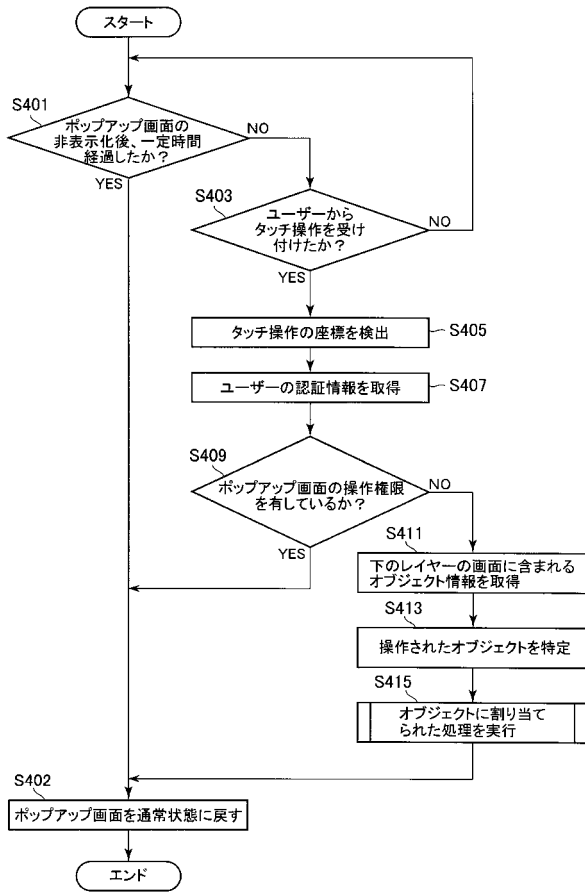 スタート
S401
ポップアップ画面の
非表示化後、一定時間
経過したか？
NO
YES
S403
ユーザーから
タッチ操作を受け
付けたか？
NO
YES
タッチ操作の座標を検出
S405
ユーザーの認証情報を取得
S407
S409
ポップアップ画面の操作権限
を有しているか？
NO
YES
S411
下のレイヤーの画面に含まれる
オブジェクト情報を取得
S413
操作されたオブジェクトを特定
S415
オブジェクトに割り当て
られた処理を実行
S402
ポップアップ画面を通常状態に戻す
エンド